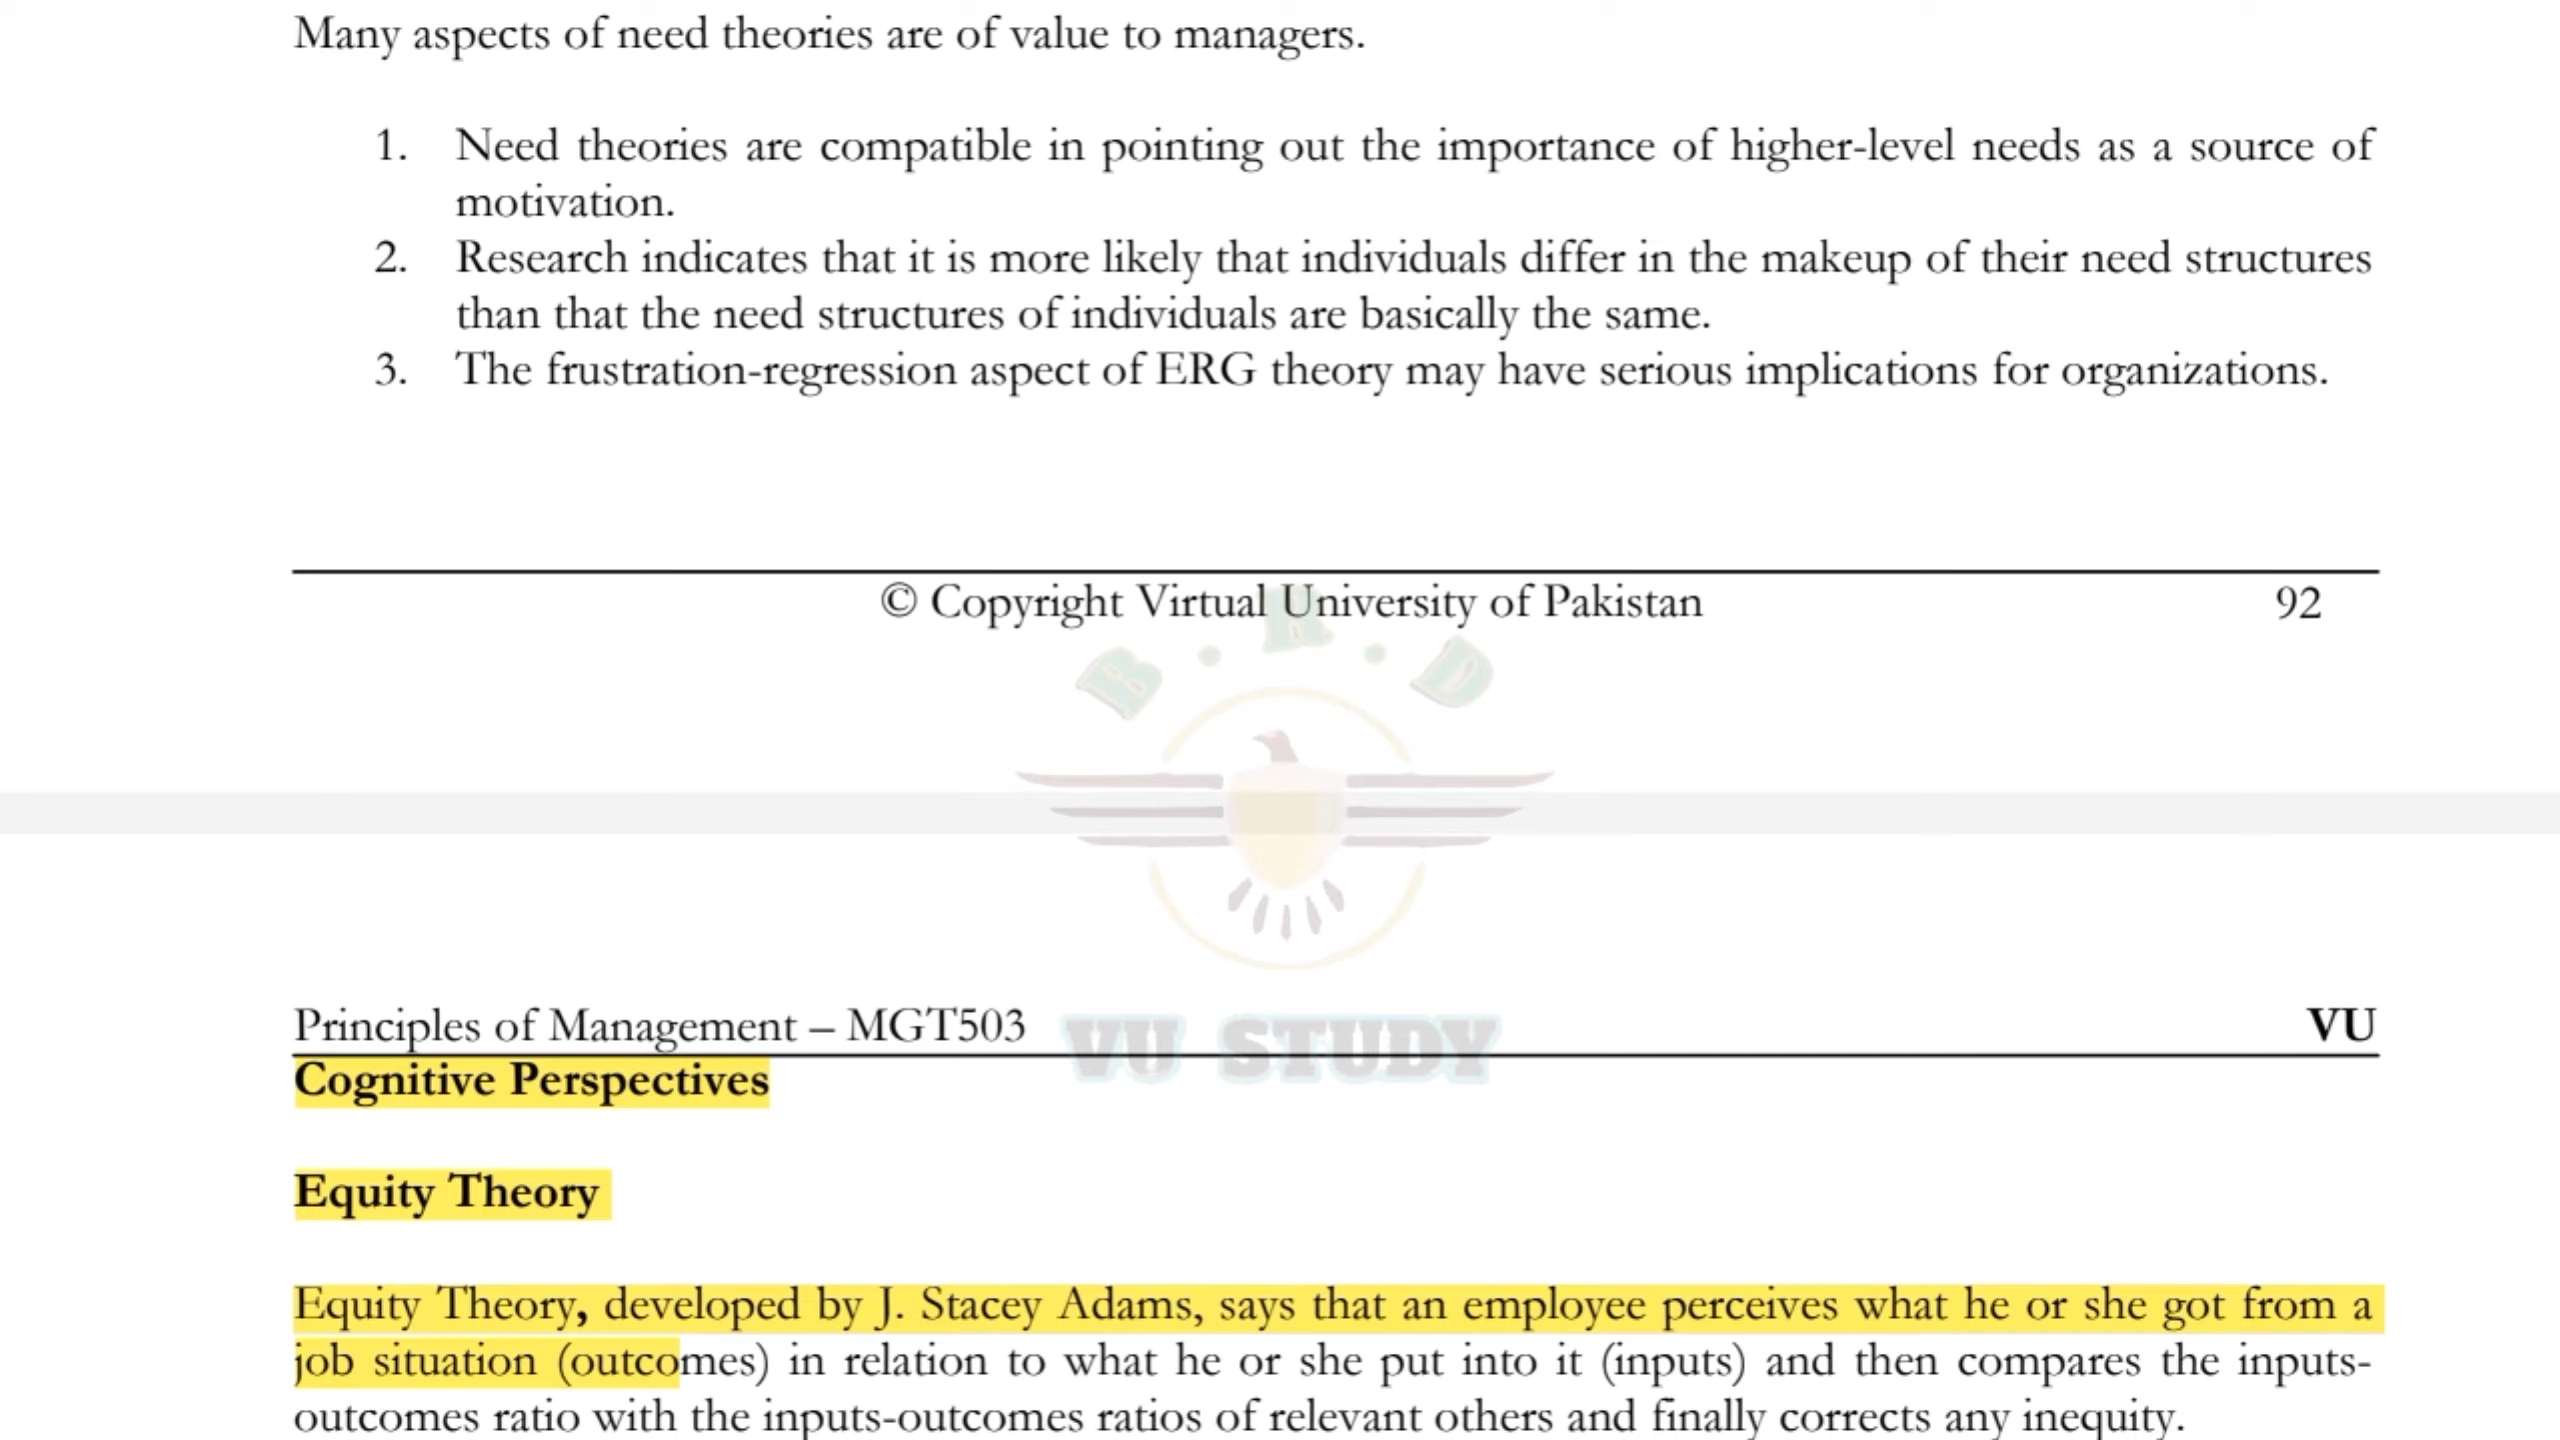 Many aspects of need theories are of value to managers.
1. Need theories are compatible in pointing out the importance of higher-level needs as a source of
motivation.
2. Research indicates that it is more likely that individuals differ in the makeup of their need structures
than that the need structures of individuals are basically the same.
3. The frustration-regression aspect of ERG theory may have serious implications for organizations.
© Copyright Virtual University of Pakistan 92
B . R . D
Principles of Management – MGT503 VU
VU STUDY
Cognitive Perspectives
Equity Theory
Equity Theory, developed by J. Stacey Adams, says that an employee perceives what he or she got from a
job situation (outcomes) in relation to what he or she put into it (inputs) and then compares the inputs-
outcomes ratio with the inputs-outcomes ratios of relevant others and finally corrects any inequity.